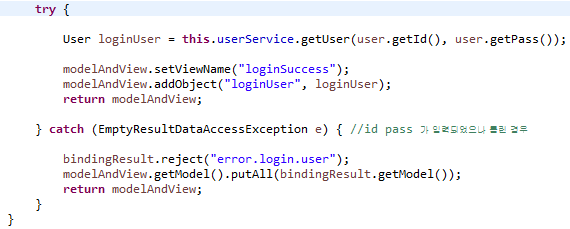 try {
User loginUser = this.userService.getUser(user.getId(), user.getPass());
modelAndView.setViewName("loginSuccess");
modelAndView.addObject("loginUser", loginUser);
return modelAndView;
} catch (EmptyResultDataAccessException e) { //id pass 가 입력되었으나 틀린 경우
bindingResult.reject("error.login.user");
modelAndView.getModel().putAll(bindingResult.getModel());
return modelAndView;
}
}